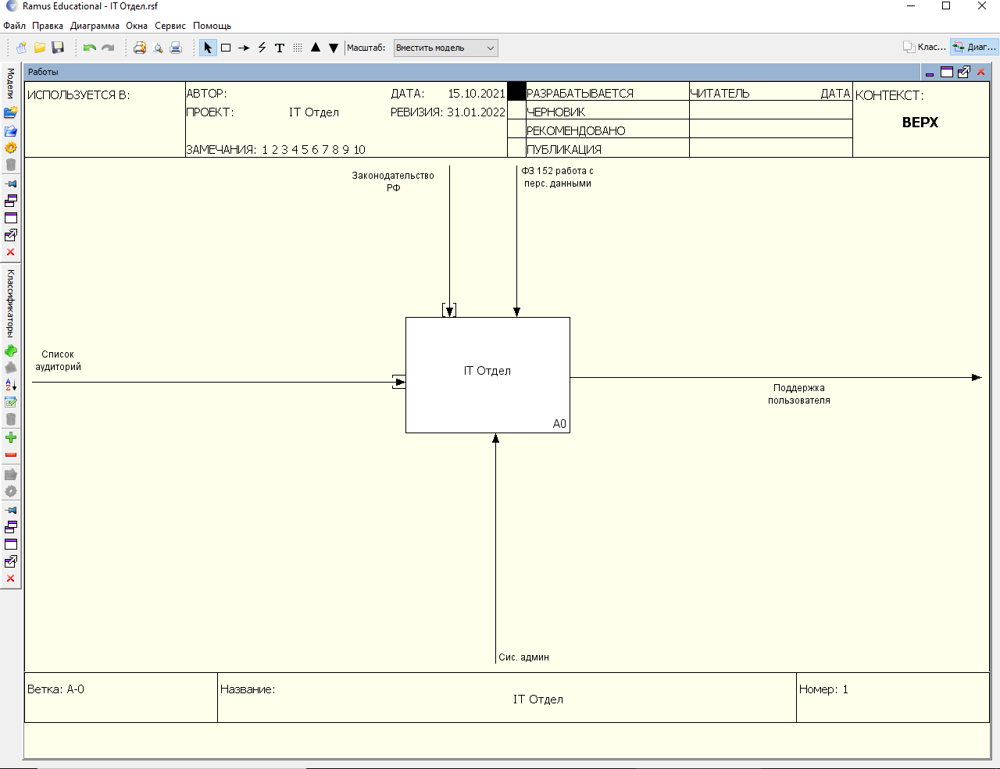 Ramus Educational - IT Отдел.rsf
Файл Правка Диаграмма Окна Сервис Помощь
Масштаб: Вместить модель Клас... Диаг...
Модели
Классификаторы
Работы
ИСПОЛЬЗУЕТСЯ В:
АВТОР: ДАТА: 15.10.2021
ПРОЕКТ: IT Отдел РЕВИЗИЯ: 31.01.2022
ЗАМЕЧАНИЯ: 1 2 3 4 5 6 7 8 9 10
РАЗРАБАТЫВАЕТСЯ
ЧЕРНОВИК
РЕКОМЕНДОВАНО
ПУБЛИКАЦИЯ
ЧИТАТЕЛЬ ДАТА
КОНТЕКСТ:
ВЕРХ
Законодательство
РФ
ФЗ 152 работа с
перс. данными
Список
аудиторий
IT Отдел
A0
Поддержка
пользователя
Сис. админ
Ветка: A-0
Название:
IT Отдел
Номер: 1